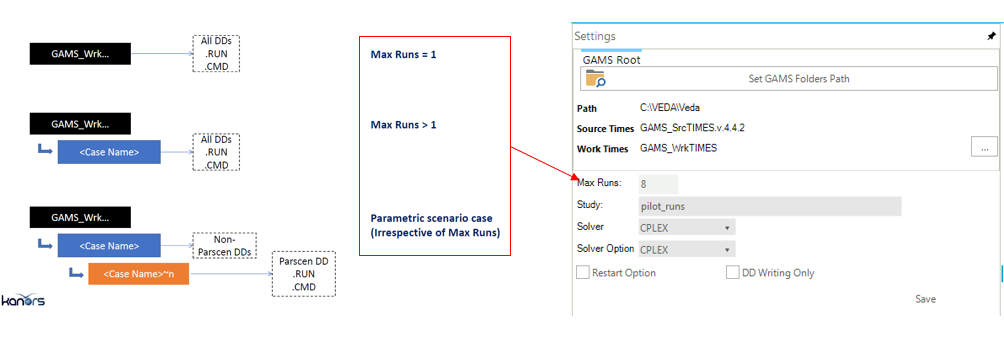 GAMS_Wrk...
All DDs
.RUN
.CMD
GAMS_Wrk...
<Case Name>
All DDs
.RUN
.CMD
GAMS_Wrk...
<Case Name>
Non-
Parscen DDs
<Case Name>~n
Parscen DD
.RUN
.CMD
kanors
Max Runs = 1
Max Runs > 1
Parametric scenario case
(Irrespective of Max Runs)
Settings
GAMS Root
Set GAMS Folders Path
Path C:\VEDA\Veda
Source Times GAMS_SrcTIMES.v.4.4.2
Work Times GAMS_WrkTIMES
...
Max Runs: 8
Study: pilot_runs
Solver CPLEX
Solver Option CPLEX
Restart Option DD Writing Only
Save